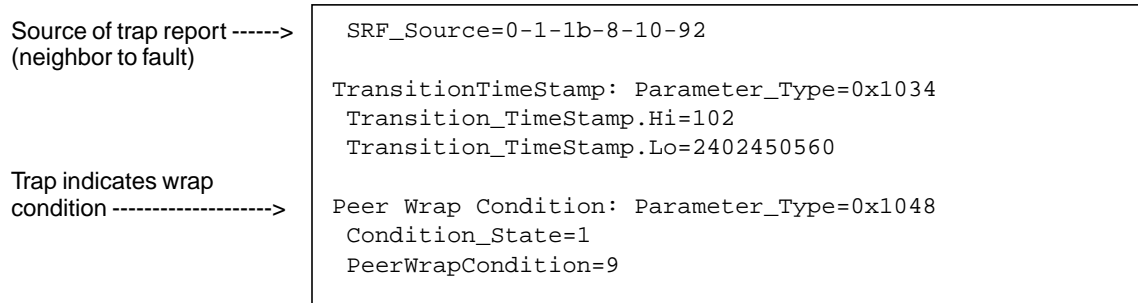 Source of trap report ------>
(neighbor to fault)
SRF_Source=0-1-1b-8-10-92
TransitionTimeStamp: Parameter_Type=0x1034
Transition_TimeStamp.Hi=102
Transition_TimeStamp.Lo=2402450560
Trap indicates wrap
condition -------------------->
Peer Wrap Condition: Parameter_Type=0x1048
Condition_State=1
PeerWrapCondition=9